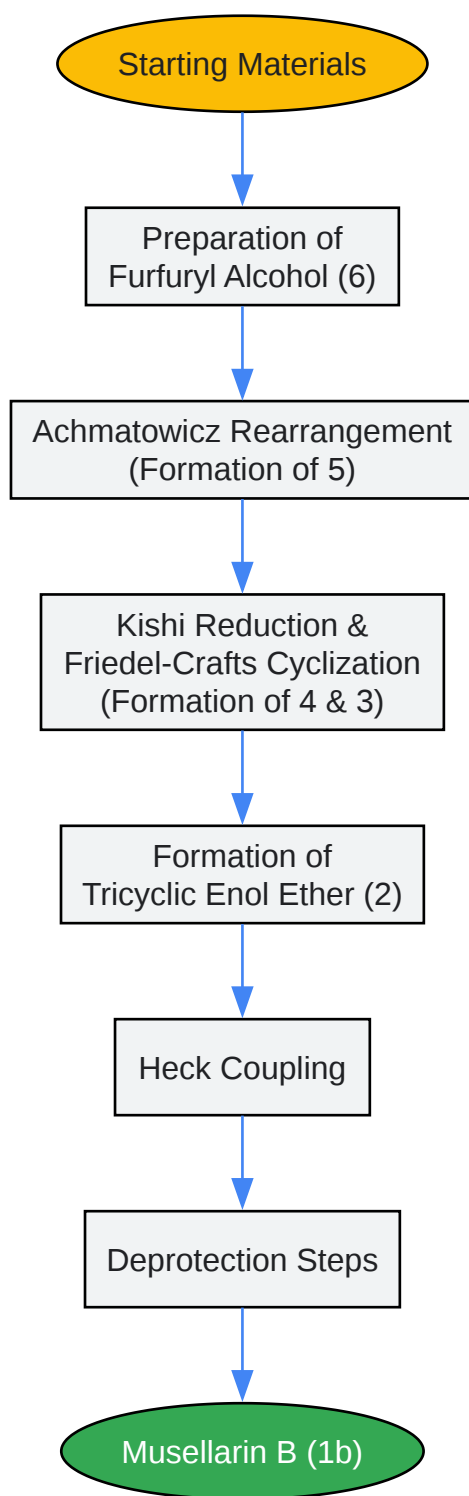 Starting Materials
Preparation of
Furfuryl Alcohol (6)
Achmatowicz Rearrangement
(Formation of 5)
Kishi Reduction &
Friedel-Crafts Cyclization
(Formation of 4 & 3)
Formation of
Tricyclic Enol Ether (2)
Heck Coupling
Deprotection Steps
Musellarin B (1b)